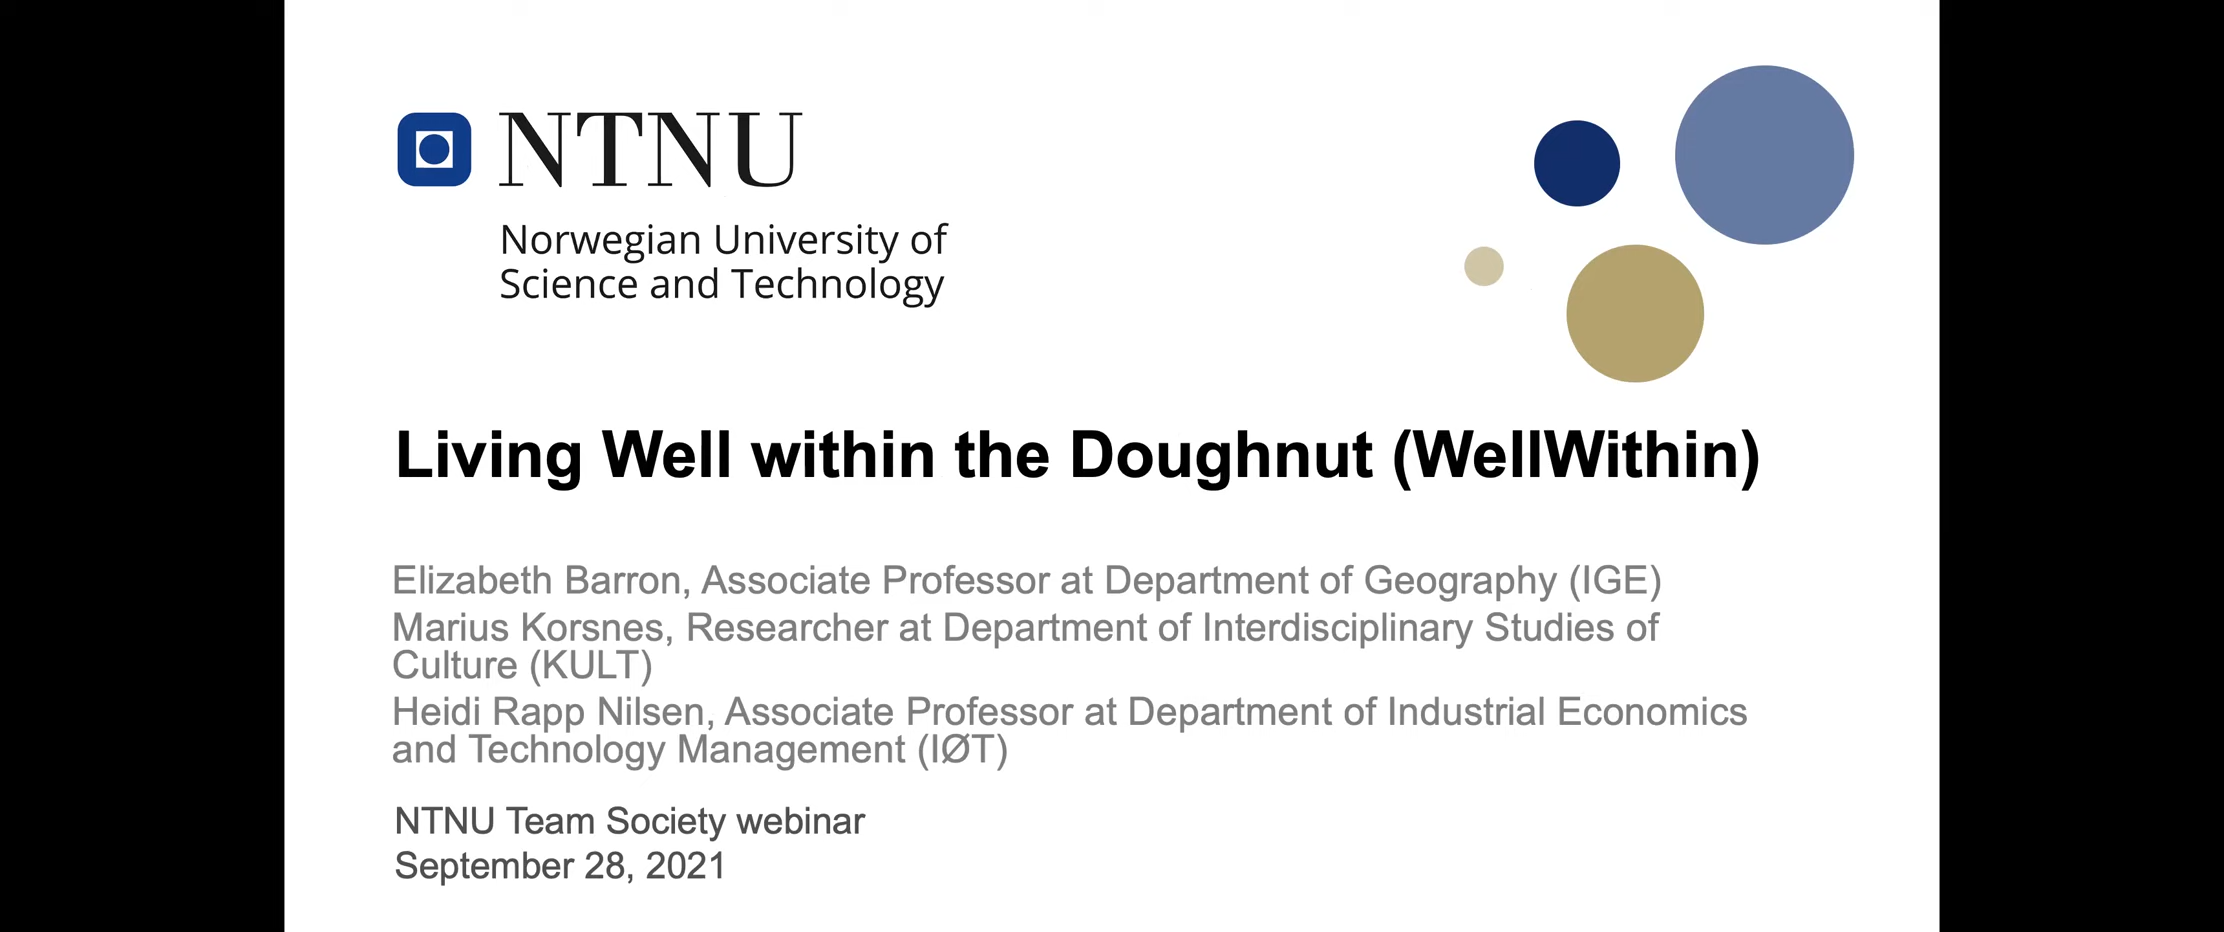 NTNU
Norwegian University of
Science and Technology
Living Well within the Doughnut (WellWithin)
Elizabeth Barron, Associate Professor at Department of Geography (IGE)
Marius Korsnes, Researcher at Department of Interdisciplinary Studies of
Culture (KULT)
Heidi Rapp Nilsen, Associate Professor at Department of Industrial Economics
and Technology Management (IØT)
NTNU Team Society webinar
September 28, 2021